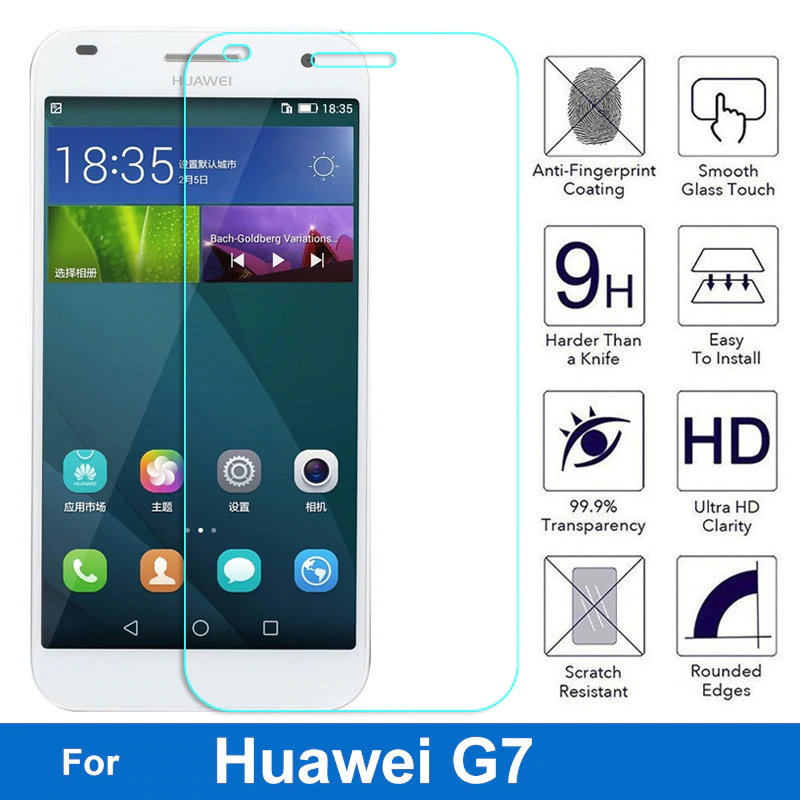 HUAWEI
18:35
18:35
设置默认城市
2月5日
选择相册
Bach-Goldberg Variations...
HUAWEI
应用市场
主题
设置
相机
Anti-Fingerprint
Coating
Smooth
Glass Touch
9H
Harder Than
a Knife
Easy
To Install
99.9%
Transparency
HD
Ultra HD
Clarity
Scratch
Resistant
Rounded
Edges
For Huawei G7